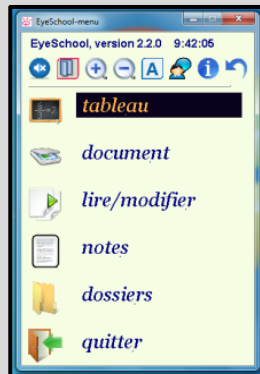 EyeSchool-menu
EyeSchool, version 2.2.0 9:42:05
A
tableau
document
lire/modifier
notes
dossiers
quitter